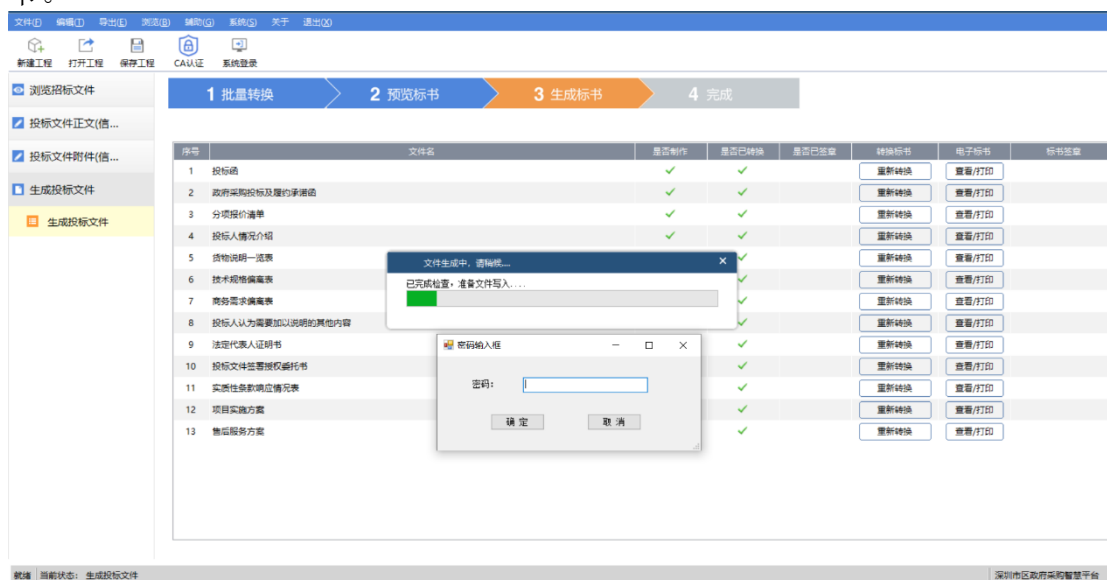 文件(F) 编辑(T) 导出(E) 浏览(B) 辅助(G) 系统(S) 关于 退出(X)
新建工程 打开工程 保存工程 CA认证 系统登录
浏览招标文件
投标文件正文(信...
投标文件附件(信...
生成投标文件
生成投标文件
1 批量转换 2 预览标书 3 生成标书 4 完成
序号 文件名 是否制作 是否已转换 是否已签章 转换标书 电子标书 标书签章
1 投标函 重新转换 查看/打印
2 政府采购投标及履约承诺函 重新转换 查看/打印
3 分项报价清单 重新转换 查看/打印
4 投标人情况介绍 重新转换 查看/打印
5 货物说明一览表 重新转换 查看/打印
6 技术规格偏离表 重新转换 查看/打印
7 商务需求偏离表 重新转换 查看/打印
8 投标人认为需要加以说明的其他内容 重新转换 查看/打印
9 法定代表人证明书 重新转换 查看/打印
10 投标文件签署授权委托书 重新转换 查看/打印
11 实质性条款响应情况表 重新转换 查看/打印
12 项目实施方案 重新转换 查看/打印
13 售后服务方案 重新转换 查看/打印
文件生成中，请稍候....
已完成检查，准备文件写入....
密码输入框
密码：
确 定 取 消
就绪 当前状态： 生成投标文件 深圳市区政府采购智慧平台